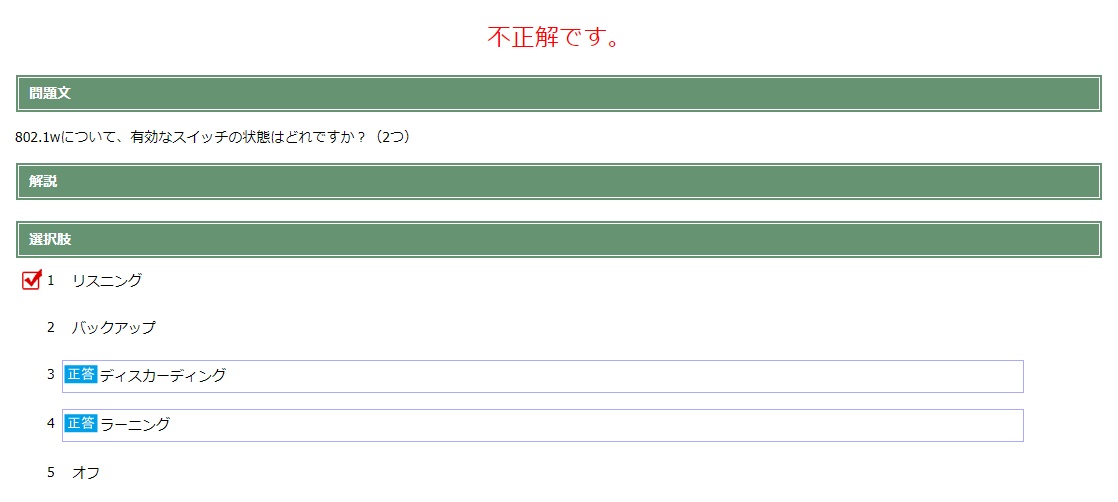 不正解です。
問題文
802.1wについて、有効なスイッチの状態はどれですか？（2つ）
解説
選択肢
1 リスニング
2 バックアップ
3 正答 ディスカーディング
4 正答 ラーニング
5 オフ